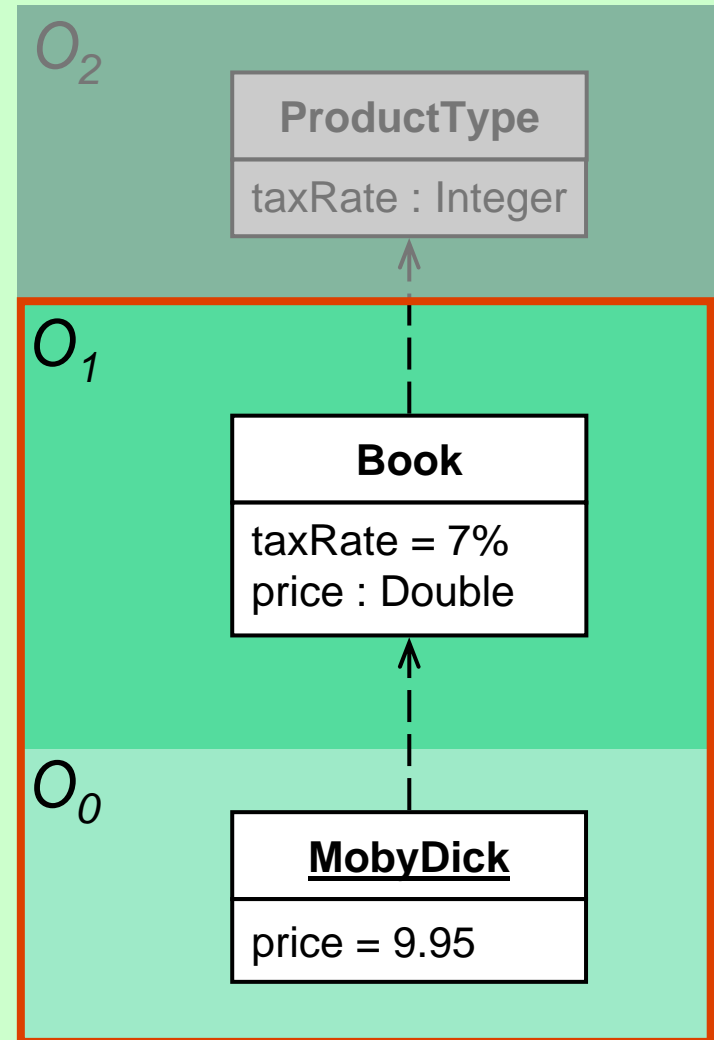 O2
ProductType
taxRate : Integer
O1
Book
taxRate = 7%
price : Double
O0
MobyDick
price = 9.95